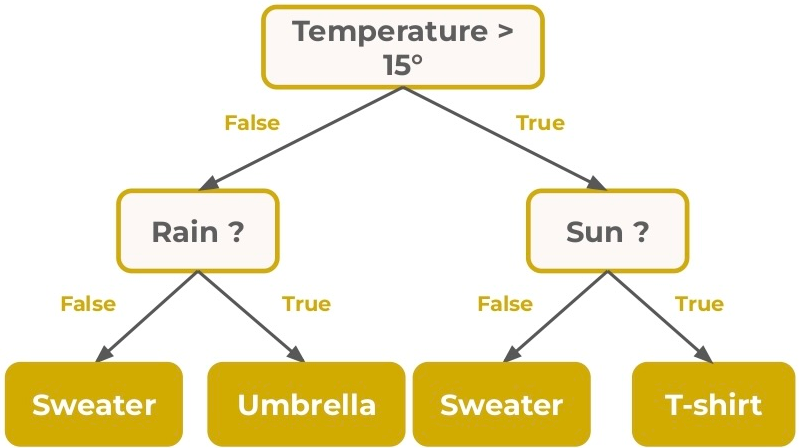 Temperature >
15°
False
True
Rain ?
Sun ?
False
True
False
True
Sweater
Umbrella
Sweater
T-shirt